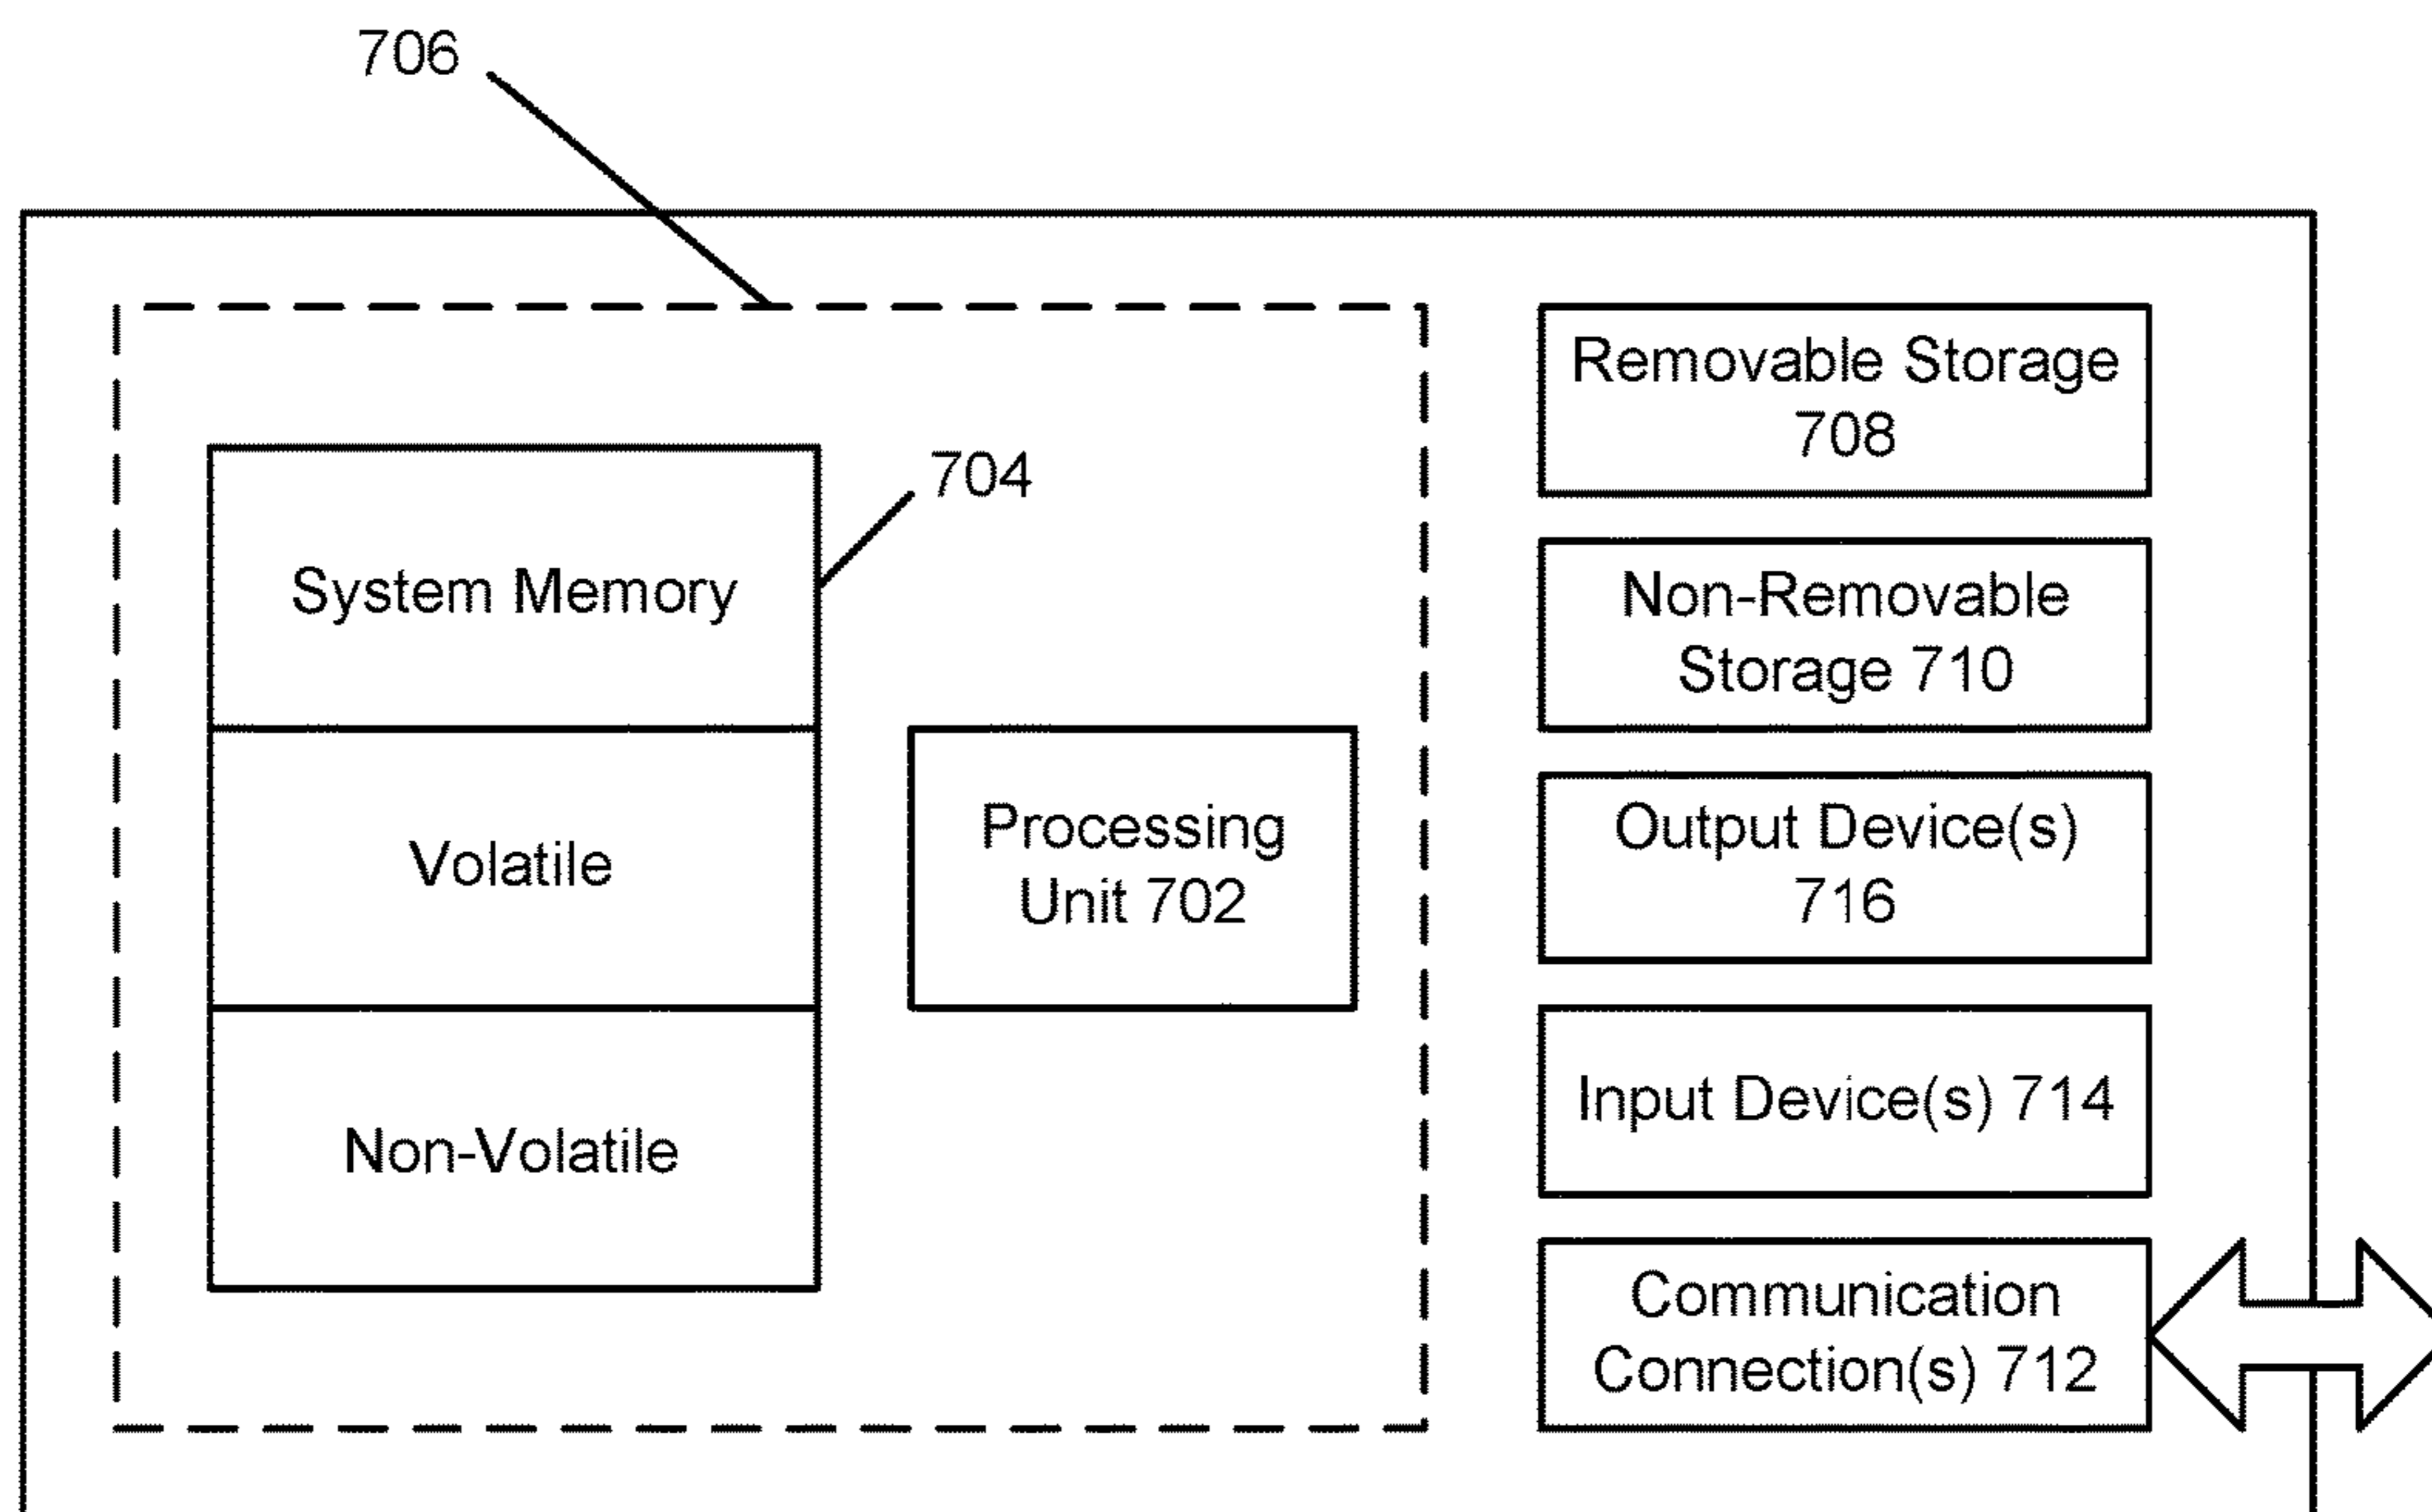 706
704
System Memory
Volatile
Non-Volatile
Processing
Unit 702
Removable Storage
708
Non-Removable
Storage 710
Output Device(s)
716
Input Device(s) 714
Communication
Connection(s) 712